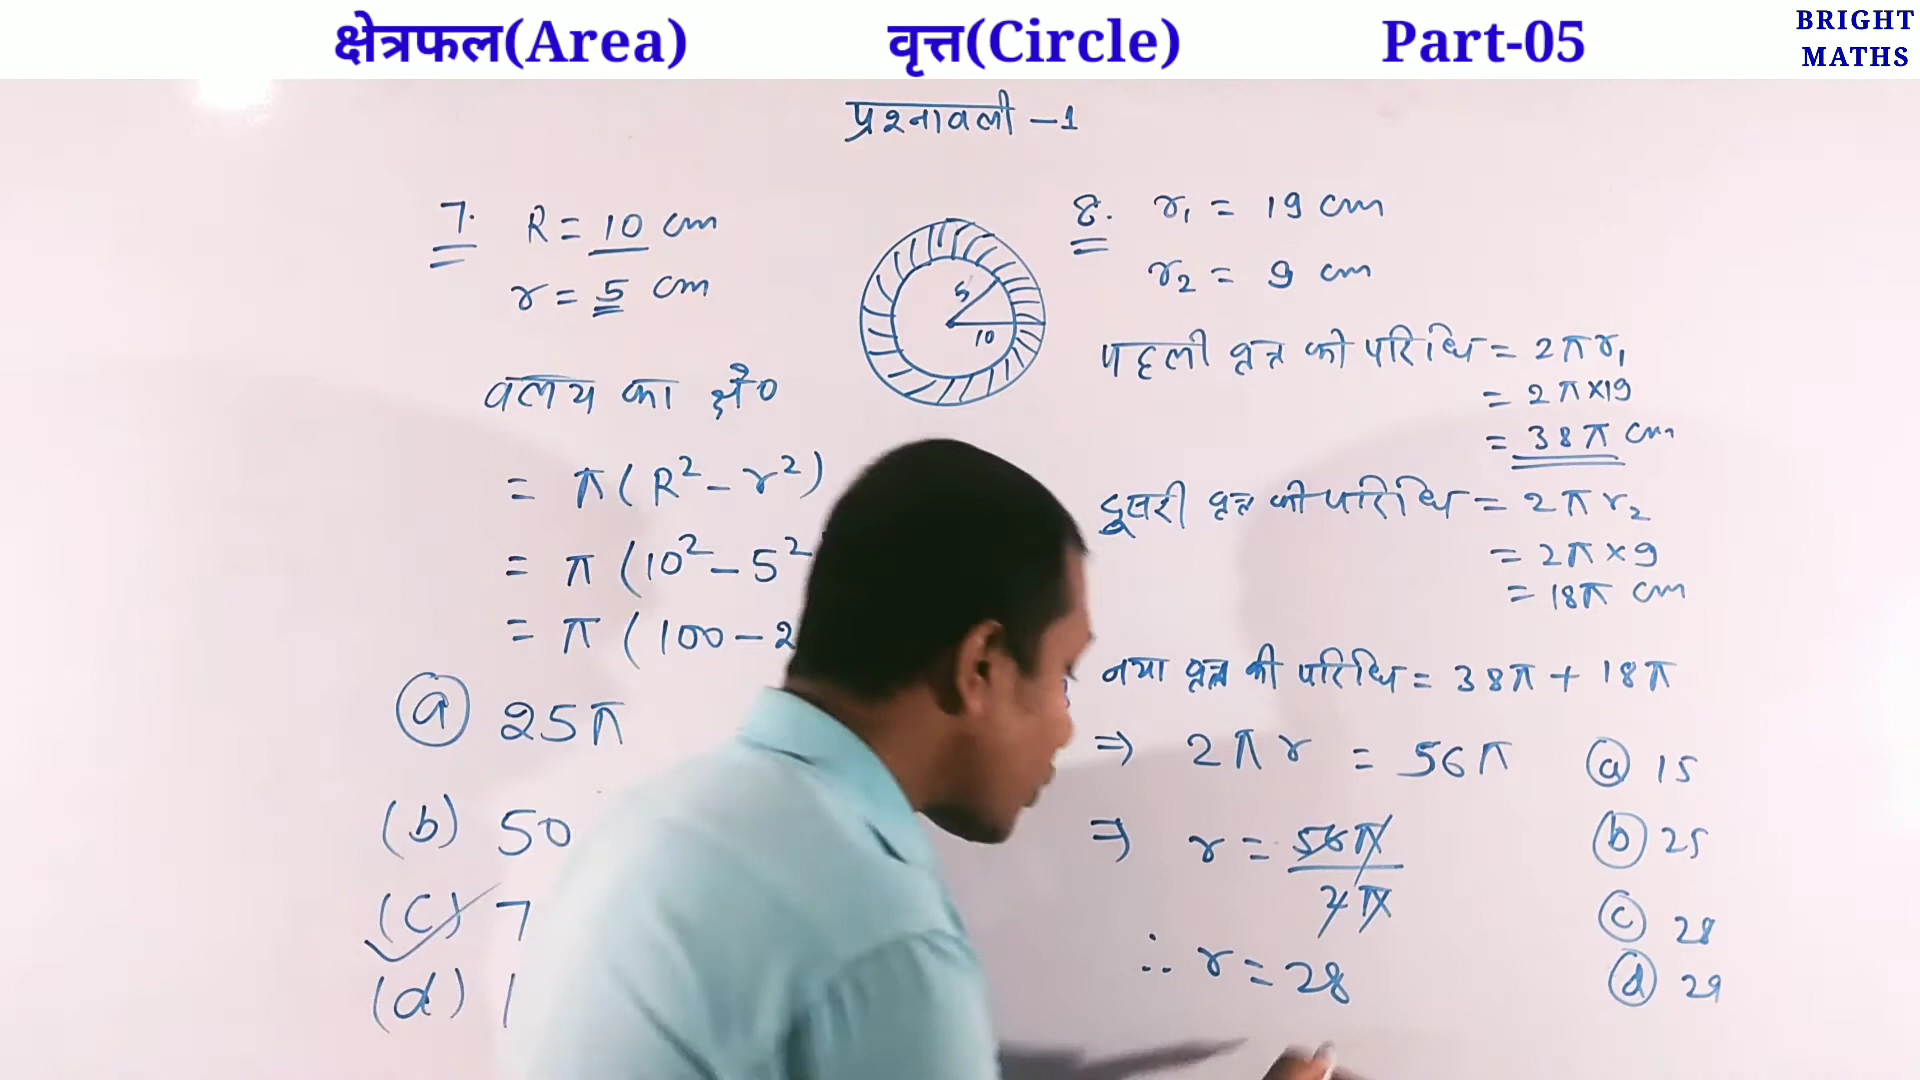 क्षेत्रफल(Area) वृत्त(Circle) Part-05
BRIGHT
MATHS
प्रश्नावली -1
7. R = 10 cm
r = 5 cm
5
10
वलय का क्षे०
= π(R² - r²)
= π (10² - 5²
= π (100 - 2
(a) 25π
(b) 50
(c) 7
(d) 1
8. r₁ = 19 cm
r₂ = 9 cm
पहली वृत्त की परिधि = 2πr₁
= 2π×19
= 38π cm
दूसरी वृत्त की परिधि = 2πr₂
= 2π×9
= 18π cm
नया वृत्त की परिधि = 38π + 18π
⇒ 2πr = 56π
⇒ r = 56π
2π
∴ r = 28
(a) 15
(b) 25
(c) 28
(d) 29